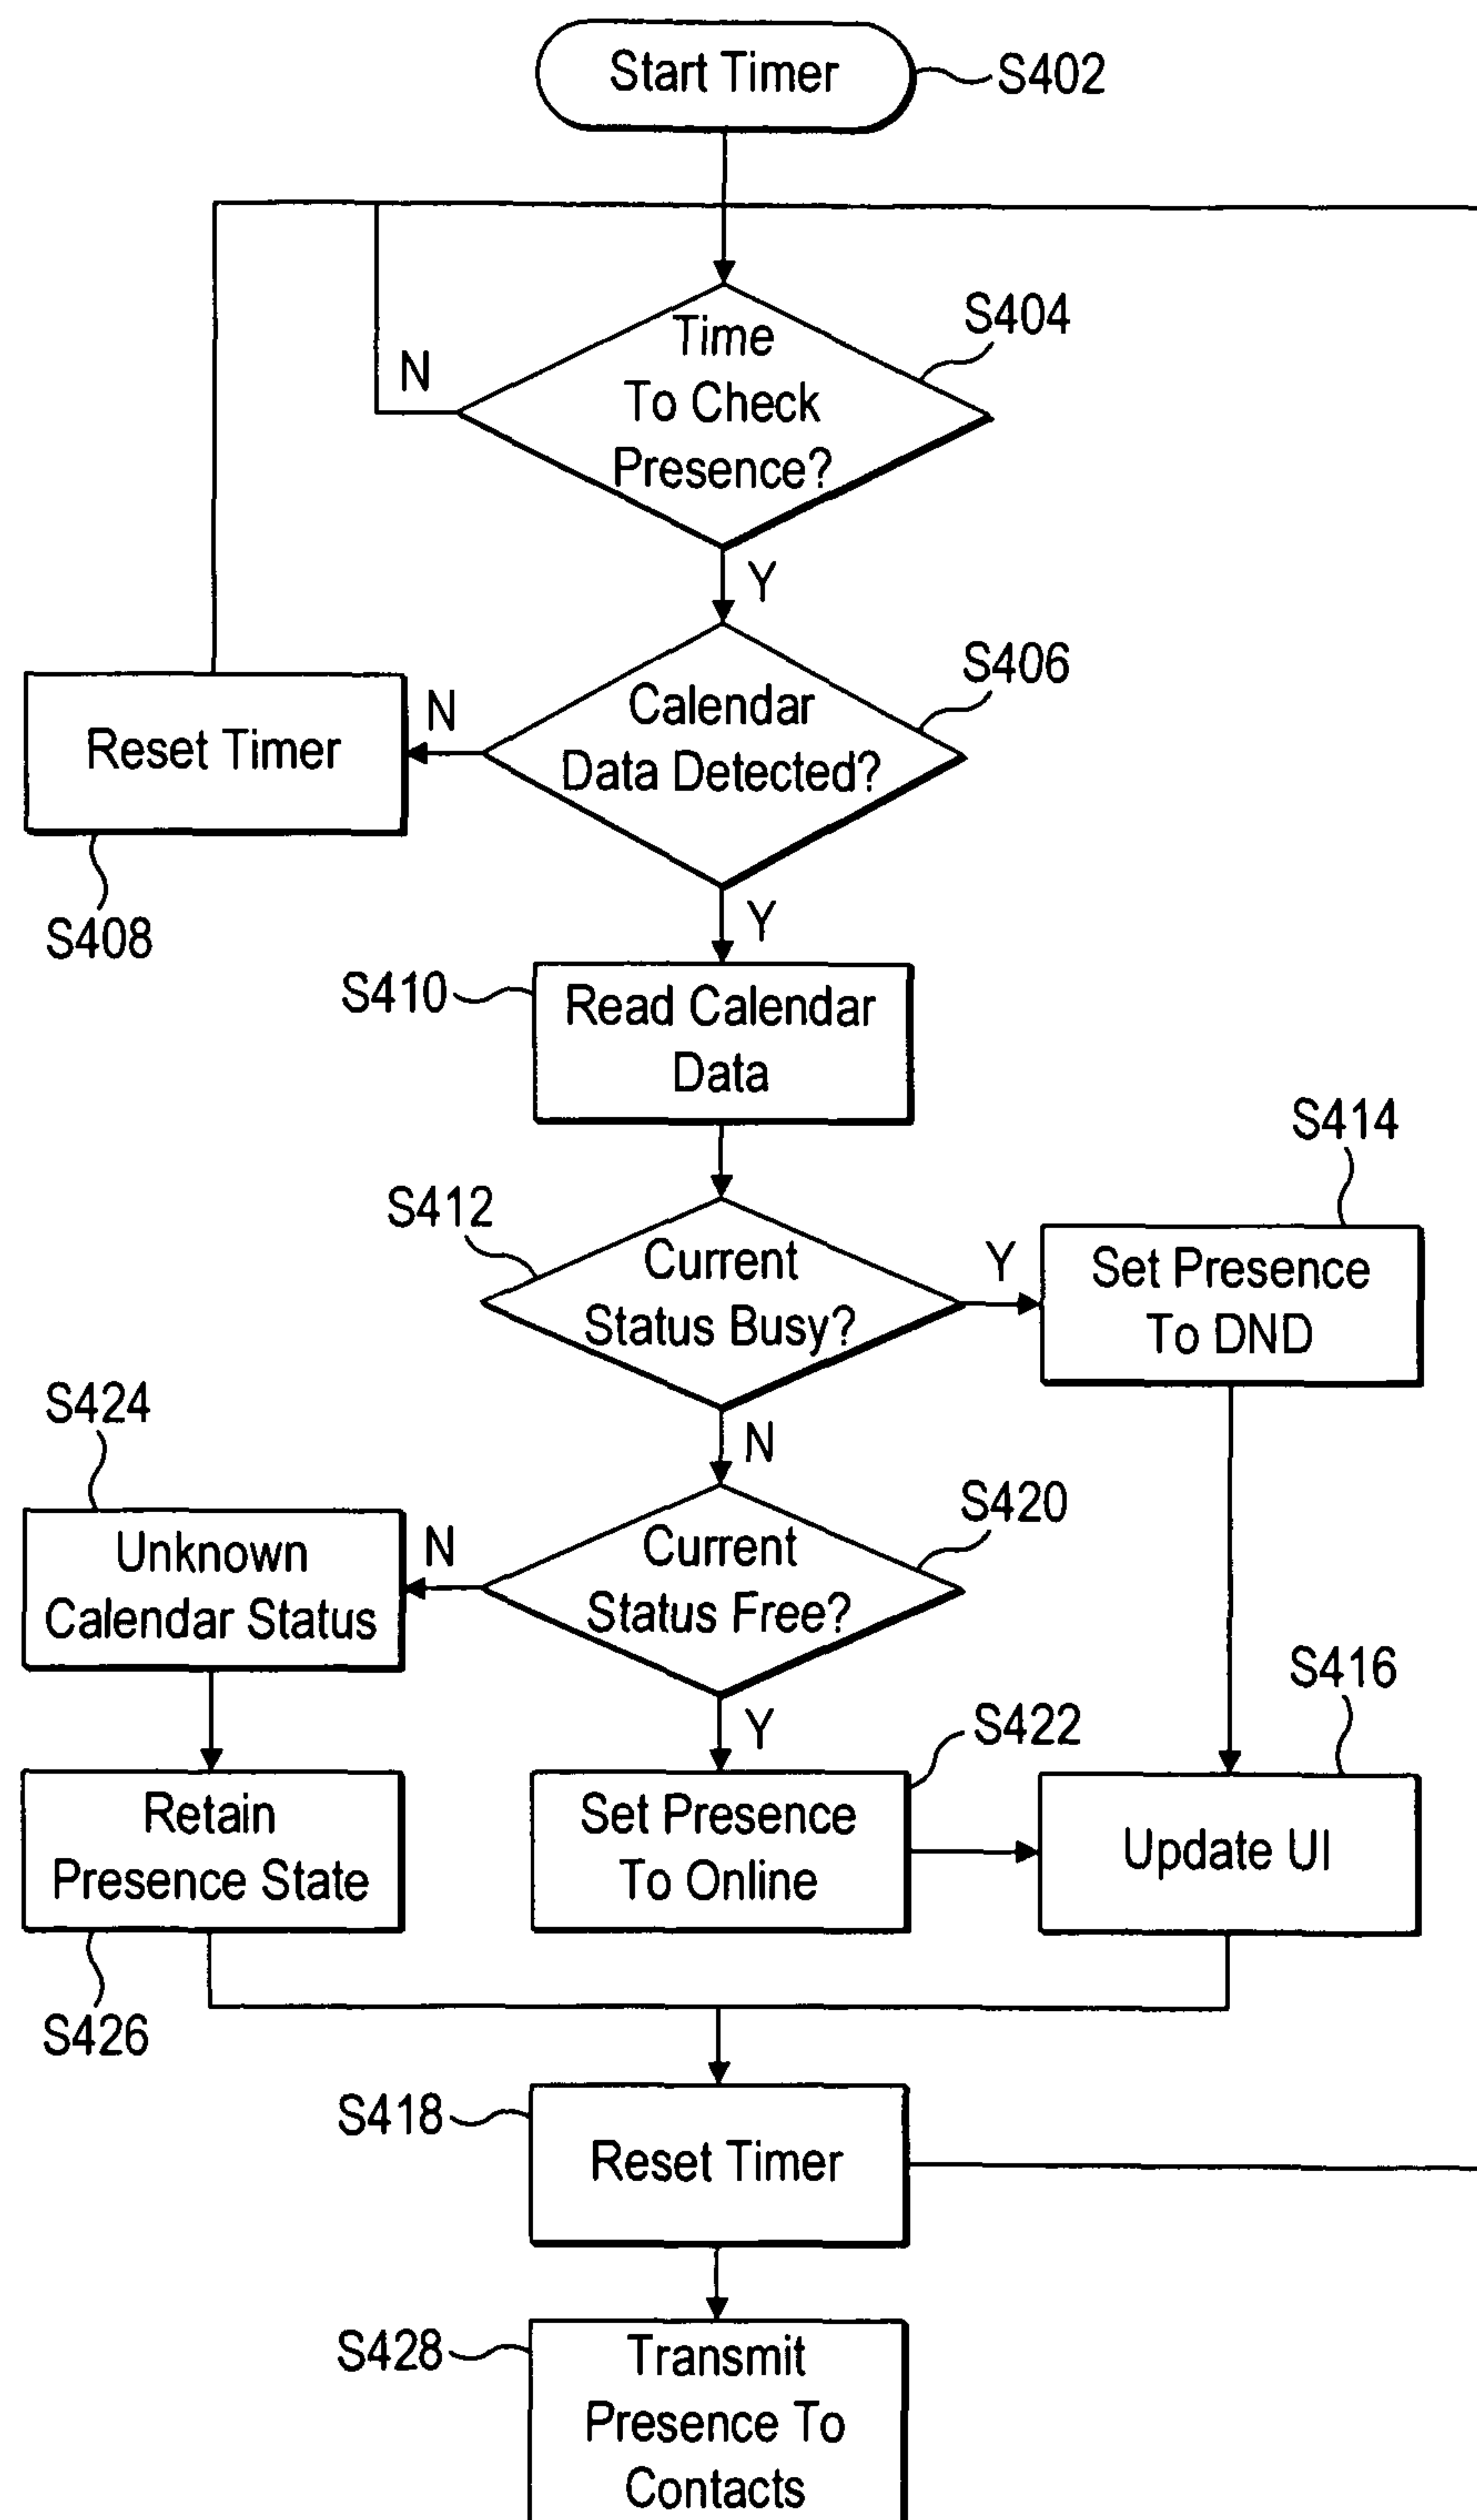 Start Timer
S402
S404
Time
To Check
Presence?
N
Y
S406
Calendar
Data Detected?
N
Reset Timer
S408
Y
S410
Read Calendar
Data
S414
S412
Current
Status Busy?
Y
Set Presence
To DND
N
S424
S420
Current
Status Free?
N
Unknown
Calendar Status
S416
Y
S422
Retain
Presence State
Set Presence
To Online
Update UI
S426
S418
Reset Timer
S428
Transmit
Presence To
Contacts